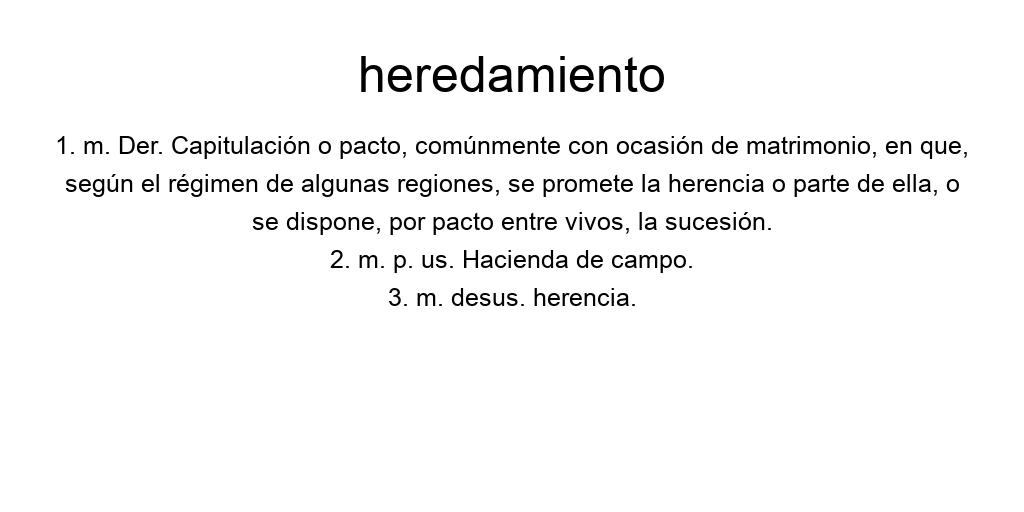 heredamiento
1. m. Der. Capitulación o pacto, comúnmente con ocasión de matrimonio, en que,
según el régimen de algunas regiones, se promete la herencia o parte de ella, o
se dispone, por pacto entre vivos, la sucesión.
2. m. p. us. Hacienda de campo.
3. m. desus. herencia.